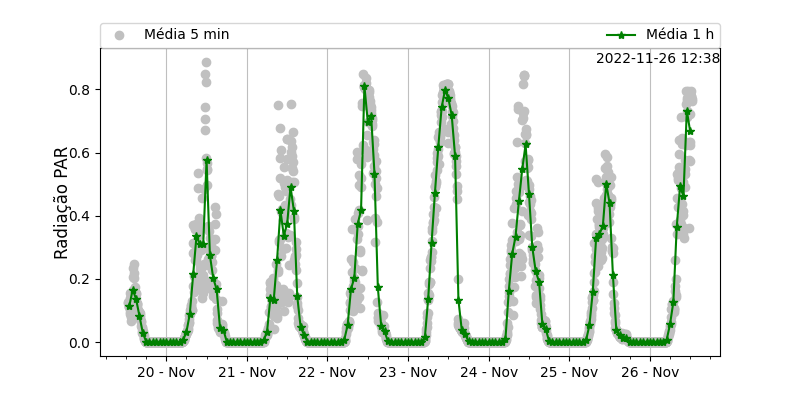 Média 5 min
Média 1 h
2022-11-26 12:38
Radiação PAR
0.8
0.6
0.4
0.2
0.0
20 - Nov
21 - Nov
22 - Nov
23 - Nov
24 - Nov
25 - Nov
26 - Nov